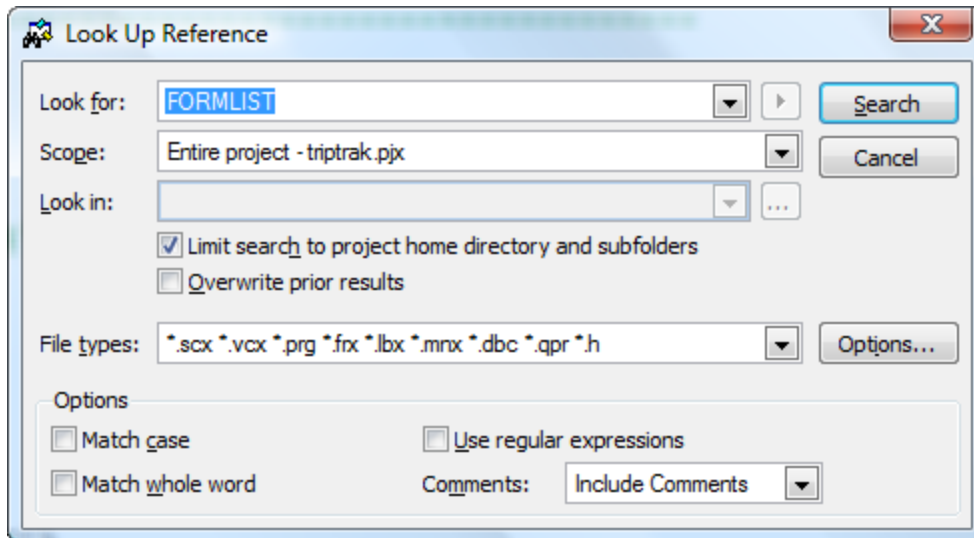 Look Up Reference
Look for: FORMLIST Search
Scope: Entire project - triptrak.pjx Cancel
Look in: ...
Limit search to project home directory and subfolders
Overwrite prior results
File types: *.scx *.vcx *.prg *.frx *.lbx *.mnx *.dbc *.qpr *.h Options...
Options
Match case Use regular expressions
Match whole word Comments: Include Comments